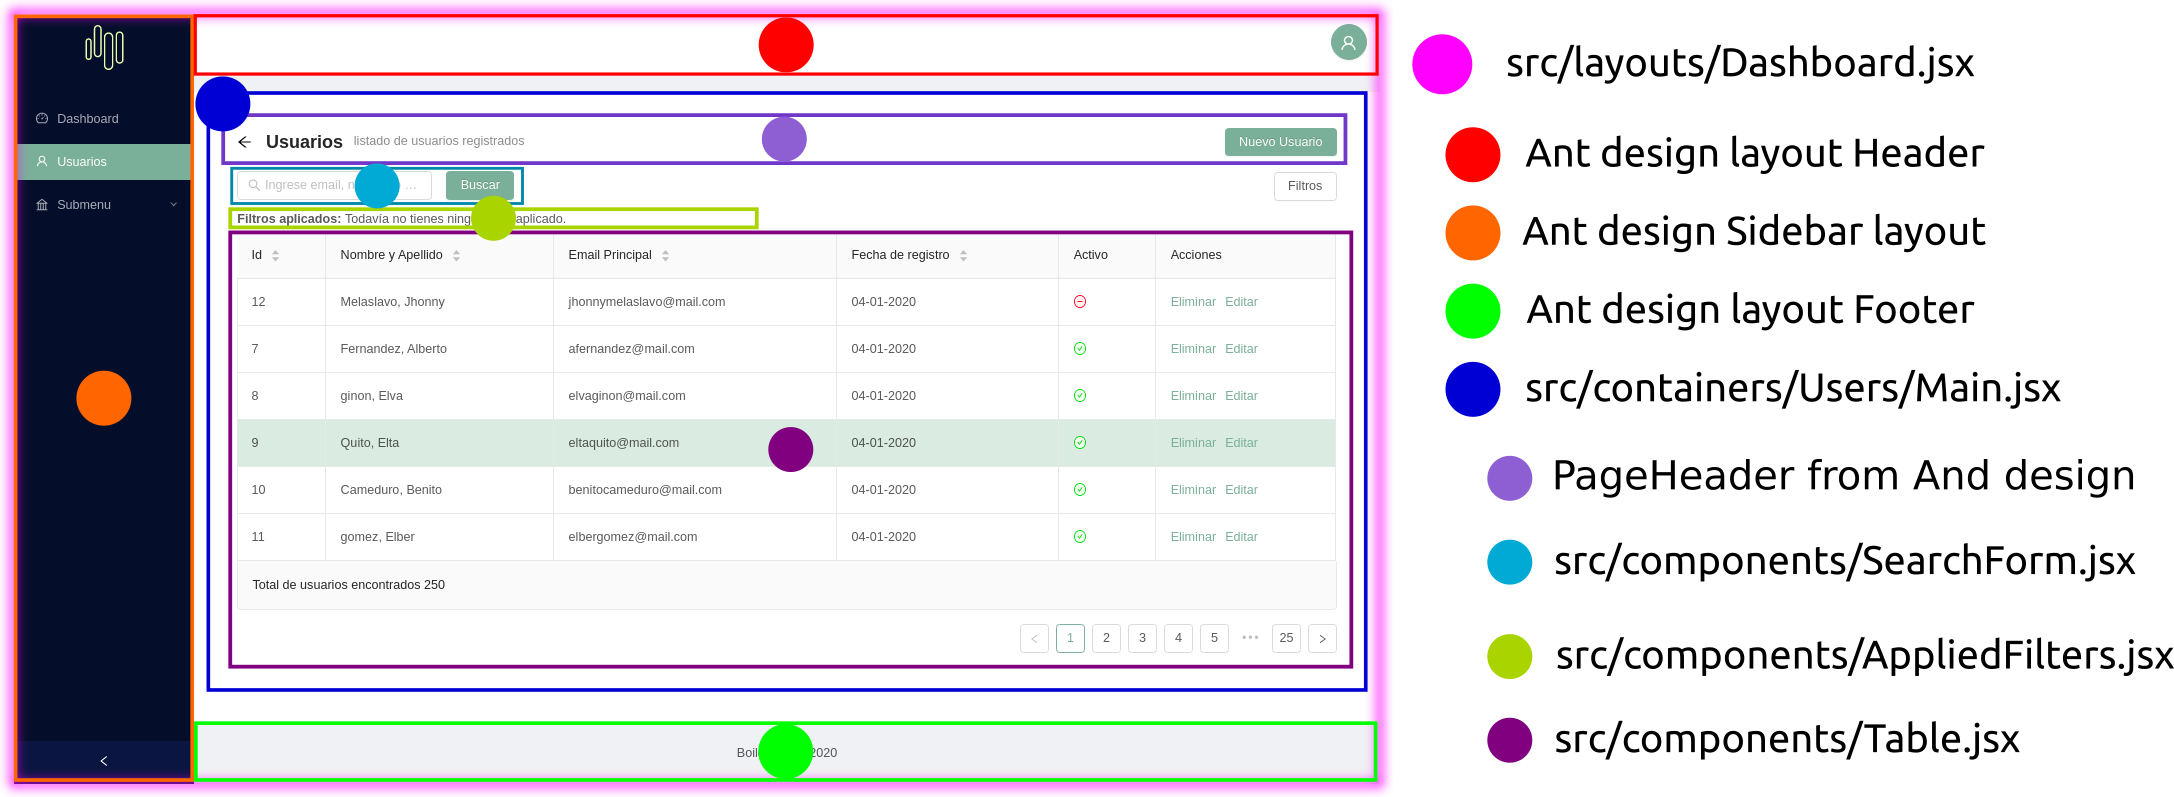 Dashboard
Usuarios
Submenu
Usuarios listado de usuarios registrados
Nuevo Usuario
Ingrese email, n ...
Buscar
Filtros
Filtros aplicados: Todavía no tienes aplicado.
Id Nombre y Apellido Email Principal Fecha de registro Activo Acciones
12 Melaslavo, Jhonny jhonnymelaslavo@mail.com 04-01-2020 Eliminar Editar
7 Fernandez, Alberto afernandez@mail.com 04-01-2020 Eliminar Editar
8 ginon, Elva elvaginon@mail.com 04-01-2020 Eliminar Editar
9 Quito, Elta eltaquito@mail.com 04-01-2020 Eliminar Editar
10 Cameduro, Benito benitocameduro@mail.com 04-01-2020 Eliminar Editar
11 gomez, Elber elbergomez@mail.com 04-01-2020 Eliminar Editar
Total de usuarios encontrados 250
1 2 3 4 5 ••• 25
2020
src/layouts/Dashboard.jsx
Ant design layout Header
Ant design Sidebar layout
Ant design layout Footer
src/containers/Users/Main.jsx
PageHeader from And design
src/components/SearchForm.jsx
src/components/AppliedFilters.jsx
src/components/Table.jsx